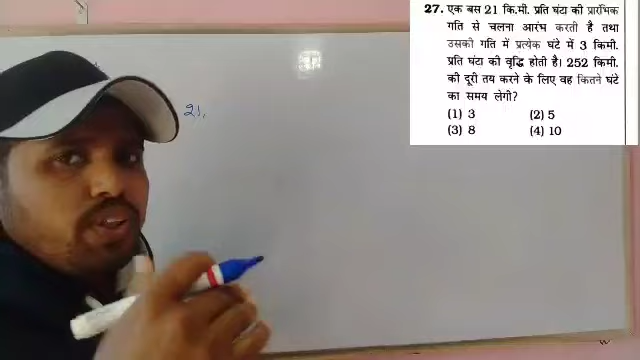 27. एक बस 21 कि.मी. प्रति घंटा की प्रारंभिक
गति से चलना आरंभ करती है तथा
उसकी गति में प्रत्येक घंटे में 3 किमी.
प्रति घंटा की वृद्धि होती है। 252 किमी.
की दूरी तय करने के लिए वह कितने घंटे
का समय लेगी?
(1) 3 (2) 5
(3) 8 (4) 10
21,